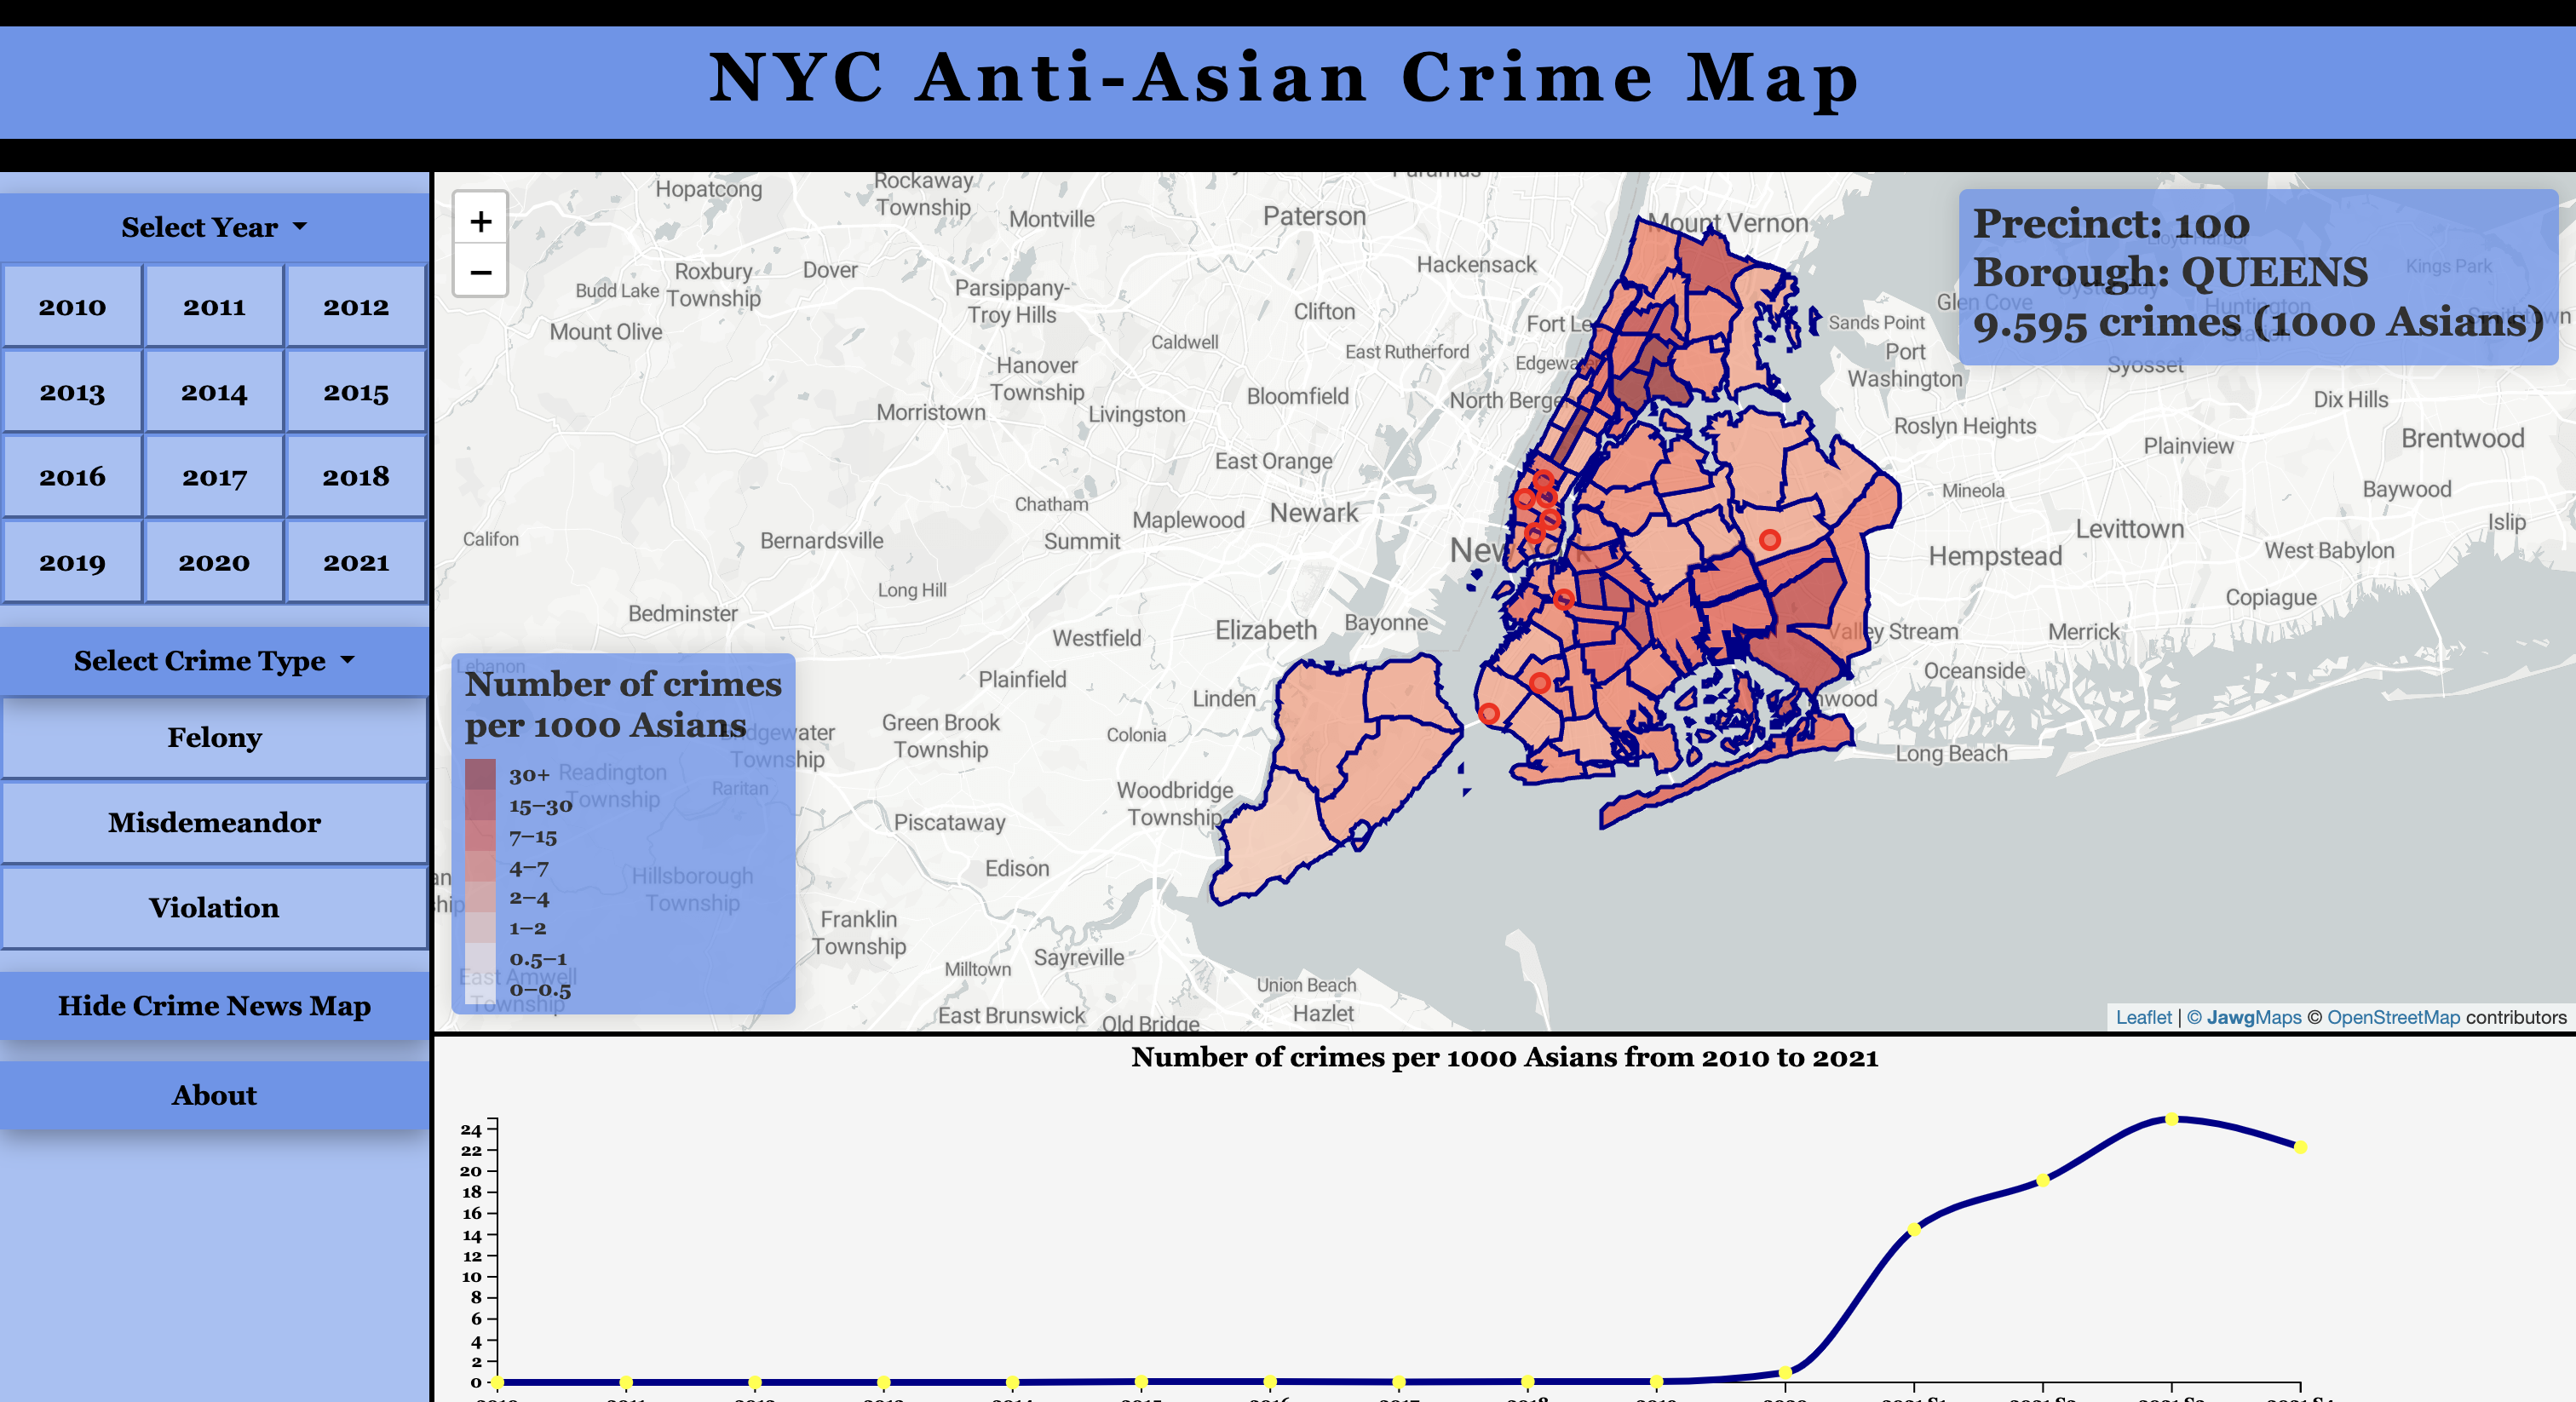 NYC Anti-Asian Crime Map
Select Year
2010 2011 2012
2013 2014 2015
2016 2017 2018
2019 2020 2021
Select Crime Type
Felony
Misdemeandor
Violation
Hide Crime News Map
About
+
−
Precinct: 100
Borough: QUEENS
9.595 crimes (1000 Asians)
Number of crimes
per 1000 Asians
30+
15–30
7–15
4–7
2–4
1–2
0.5–1
0–0.5
Hopatcong
Rockaway
Township
Montville
Paterson
Mount Vernon
Hackensack
Roxbury
Township
Dover
Budd Lake
Mount Olive
Parsippany-
Troy Hills
Clifton
Caldwell
East Rutherford
Hanover
Township
Morristown
Livingston
Bloomfield
Sands Point
Port
Washington
Glen Cove
Kings Park
Huntington
Station
Syosset
Dix Hills
Roslyn Heights
Plainview
Brentwood
East Orange
Chatham
Maplewood
Newark
Mineola
Baywood
Islip
Levittown
Hempstead
West Babylon
Califon
Bernardsville
Summit
Long Hill
Copiague
Bedminster
Westfield
Elizabeth
Bayonne
Valley Stream
Merrick
Lebanon
Plainfield
Linden
Oceanside
Bridgewater
Township
Green Brook
Township
Colonia
Long Beach
Readington
Township
Raritan
Woodbridge
Township
Piscataway
Edison
Hillsborough
Township
Franklin
Township
Milltown
Sayreville
East Amwell
Township
Union Beach
East Brunswick
Old Bridge
Hazlet
Leaflet | © JawgMaps © OpenStreetMap contributors
Number of crimes per 1000 Asians from 2010 to 2021
24
22
20
18
16
14
12
10
8
6
4
2
0